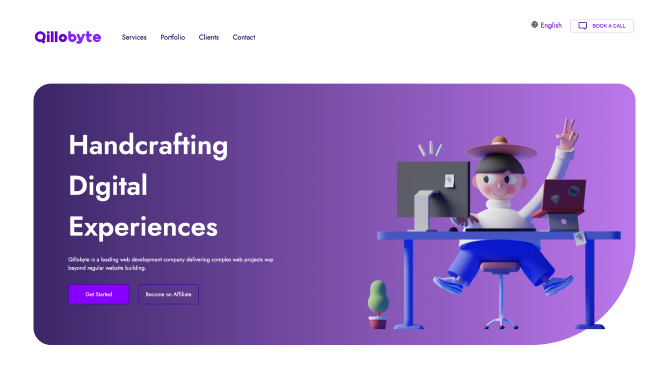 English
BOOK A CALL
Qillobyte
Services
Portfolio
Clients
Contact
Handcrafting
Digital
Experiences
Qillobyte is a leading web development company delivering complex web projects way
beyond regular website building.
Get Started
Become an Affiliate